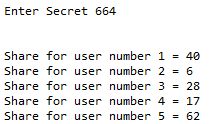 Enter Secret 664
Share for user number 1 = 40
Share for user number 2 = 6
Share for user number 3 = 28
Share for user number 4 = 17
Share for user number 5 = 62